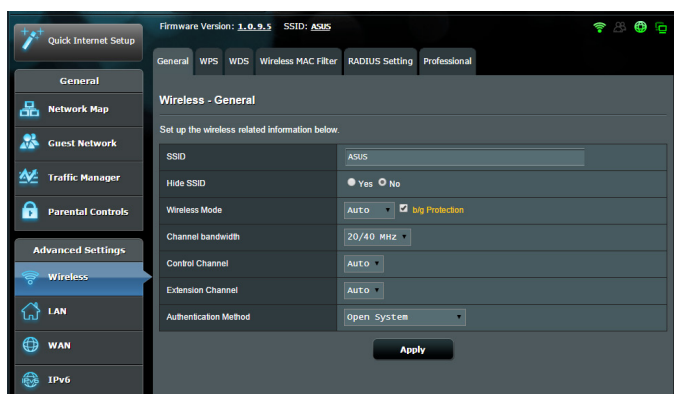 Quick Internet Setup
General
Network Map
Guest Network
Traffic Manager
Parental Controls
Advanced Settings
Wireless
LAN
WAN
IPv6
Firmware Version: 1.0.9.5 SSID: ASUS
General WPS WDS Wireless MAC Filter RADIUS Setting Professional
Wireless - General
Set up the wireless related information below.
SSID ASUS
Hide SSID Yes No
Wireless Mode Auto b/g Protection
Channel bandwidth 20/40 MHz
Control Channel Auto
Extension Channel Auto
Authentication Method Open System
Apply